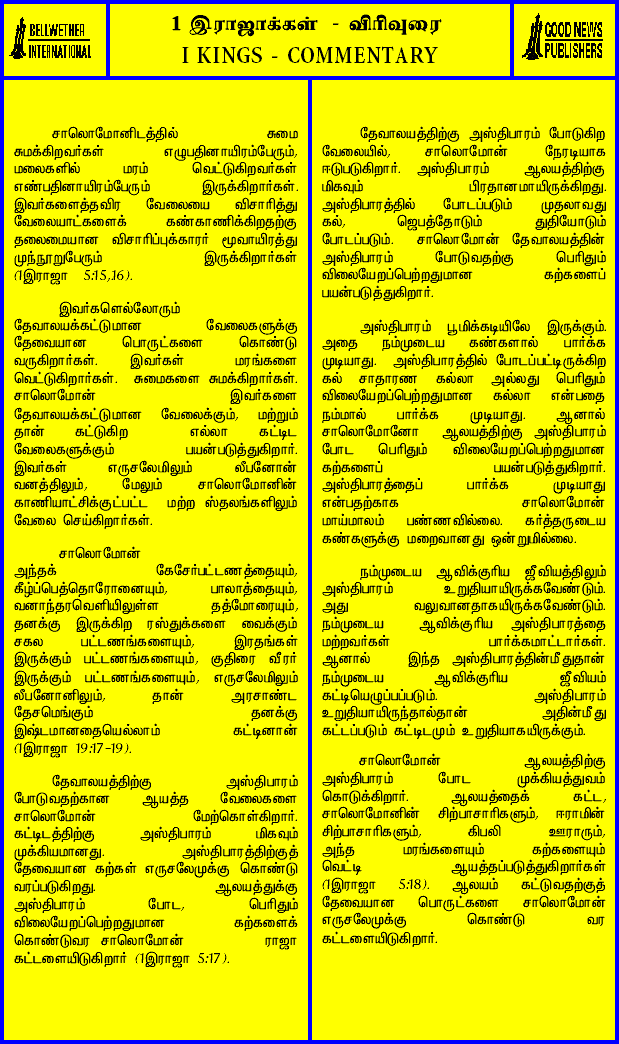 BELLWETHER
INTERNATIONAL
1 இராஜாக்கள் - விரிவுரை
I KINGS - COMMENTARY
GOOD NEWS
PUBLISHERS
சாலொமோனிடத்தில் சுமை
சுமக்கிறவர்கள் எழுபதினாயிரம்பேரும்,
மலைகளில் மரம் வெட்டுகிறவர்கள்
எண்பதினாயிரம்பேரும் இருக்கிறார்கள்.
இவர்களைத்தவிர வேலையை விசாரித்து
வேலையாட்களைக் கண்காணிக்கிறதற்கு
தலைமையான விசாரிப்புக்காரர் மூவாயிரத்து
முந்நூறுபேரும் இருக்கிறார்கள்
(1இராஜா 5:15,16).
இவர்களெல்லோரும்
தேவாலயக்கட்டுமான வேலைகளுக்கு
தேவையான பொருட்களை கொண்டு
வருகிறார்கள். இவர்கள் மரங்களை
வெட்டுகிறார்கள். சுமைகளை சுமக்கிறார்கள்.
சாலொமோன் இவர்களை
தேவாலயக்கட்டுமான வேலைக்கும், மற்றும்
தான் கட்டுகிற எல்லா கட்டிட
வேலைகளுக்கும் பயன்படுத்துகிறார்.
இவர்கள் எருசலேமிலும் லீபனோன்
வனத்திலும், மேலும் சாலொமோனின்
காணியாட்சிக்குட்பட்ட மற்ற ஸ்தலங்களிலும்
வேலை செய்கிறார்கள்.
சாலொமோன்
அந்தக் கேசேர்பட்டணத்தையும்,
கீழ்ப்பெத்தொரோனையும், பாலாத்தையும்,
வனாந்தரவெளியிலுள்ள தத்மோரையும்,
தனக்கு இருக்கிற ரஸ்துக்களை வைக்கும்
சகல பட்டணங்களையும், இரதங்கள்
இருக்கும் பட்டணங்களையும், குதிரை வீரர்
இருக்கும் பட்டணங்களையும், எருசலேமிலும்
லீபனோனிலும், தான் அரசாண்ட
தேசமெங்கும் தனக்கு
இஷ்டமானதையெல்லாம் கட்டினான்
(1இராஜா 19:17-19).
தேவாலயத்திற்கு அஸ்திபாரம்
போடுவதற்கான ஆயத்த வேலைகளை
சாலொமோன் மேற்கொள்கிறார்.
கட்டிடத்திற்கு அஸ்திபாரம் மிகவும்
முக்கியமானது. அஸ்திபாரத்திற்குத்
தேவையான கற்கள் எருசலேமுக்கு கொண்டு
வரப்படுகிறது. ஆலயத்துக்கு
அஸ்திபாரம் போட, பெரிதும்
விலையேறப்பெற்றதுமான கற்களைக்
கொண்டுவர சாலொமோன் ராஜா
கட்டளையிடுகிறார் (1இராஜா 5:17).
தேவாலயத்திற்கு அஸ்திபாரம் போடுகிற
வேலையில், சாலொமோன் நேரடியாக
ஈடுபடுகிறார். அஸ்திபாரம் ஆலயத்திற்கு
மிகவும் பிரதானமாயிருக்கிறது.
அஸ்திபாரத்தில் போடப்படும் முதலாவது
கல், ஜெபத்தோடும் துதியோடும்
போடப்படும். சாலொமோன் தேவாலயத்தின்
அஸ்திபாரம் போடுவதற்கு பெரிதும்
விலையேறப்பெற்றதுமான கற்களைப்
பயன்படுத்துகிறார்.
அஸ்திபாரம் பூமிக்கடியிலே இருக்கும்.
அதை நம்முடைய கண்களால் பார்க்க
முடியாது. அஸ்திபாரத்தில் போடப்பட்டிருக்கிற
கல் சாதாரண கல்லா அல்லது பெரிதும்
விலையேறப்பெற்றதுமான கல்லா என்பதை
நம்மால் பார்க்க முடியாது. ஆனால்
சாலொமோனோ ஆலயத்திற்கு அஸ்திபாரம்
போட பெரிதும் விலையேறப்பெற்றதுமான
கற்களைப் பயன்படுத்துகிறார்.
அஸ்திபாரத்தைப் பார்க்க முடியாது
என்பதற்காக சாலொமோன்
மாய்மாலம் பண்ணவில்லை. கர்த்தருடைய
கண்களுக்கு மறைவானது ஒன்றுமில்லை.
நம்முடைய ஆவிக்குரிய ஜீவியத்திலும்
அஸ்திபாரம் உறுதியாயிருக்கவேண்டும்.
அது வலுவானதாகயிருக்கவேண்டும்.
நம்முடைய ஆவிக்குரிய அஸ்திபாரத்தை
மற்றவர்கள் பார்க்கமாட்டார்கள்.
ஆனால் இந்த அஸ்திபாரத்தின்மீதுதான்
நம்முடைய ஆவிக்குரிய ஜீவியம்
கட்டியெழுப்பப்படும். அஸ்திபாரம்
உறுதியாயிருந்தால்தான் அதின்மீது
கட்டப்படும் கட்டிடமும் உறுதியாகயிருக்கும்.
சாலொமோன் ஆலயத்திற்கு
அஸ்திபாரம் போட முக்கியத்துவம்
கொடுக்கிறார். ஆலயத்தைக் கட்ட,
சாலொமோனின் சிற்பாசாரிகளும், ஈராமின்
சிற்பாசாரிகளும், கிபலி ஊராரும்,
அந்த மரங்களையும் கற்களையும்
வெட்டி ஆயத்தப்படுத்துகிறார்கள்
(1இராஜா 5:18). ஆலயம் கட்டுவதற்குத்
தேவையான பொருட்களை சாலொமோன்
எருசலேமுக்கு கொண்டு வர
கட்டளையிடுகிறார்.